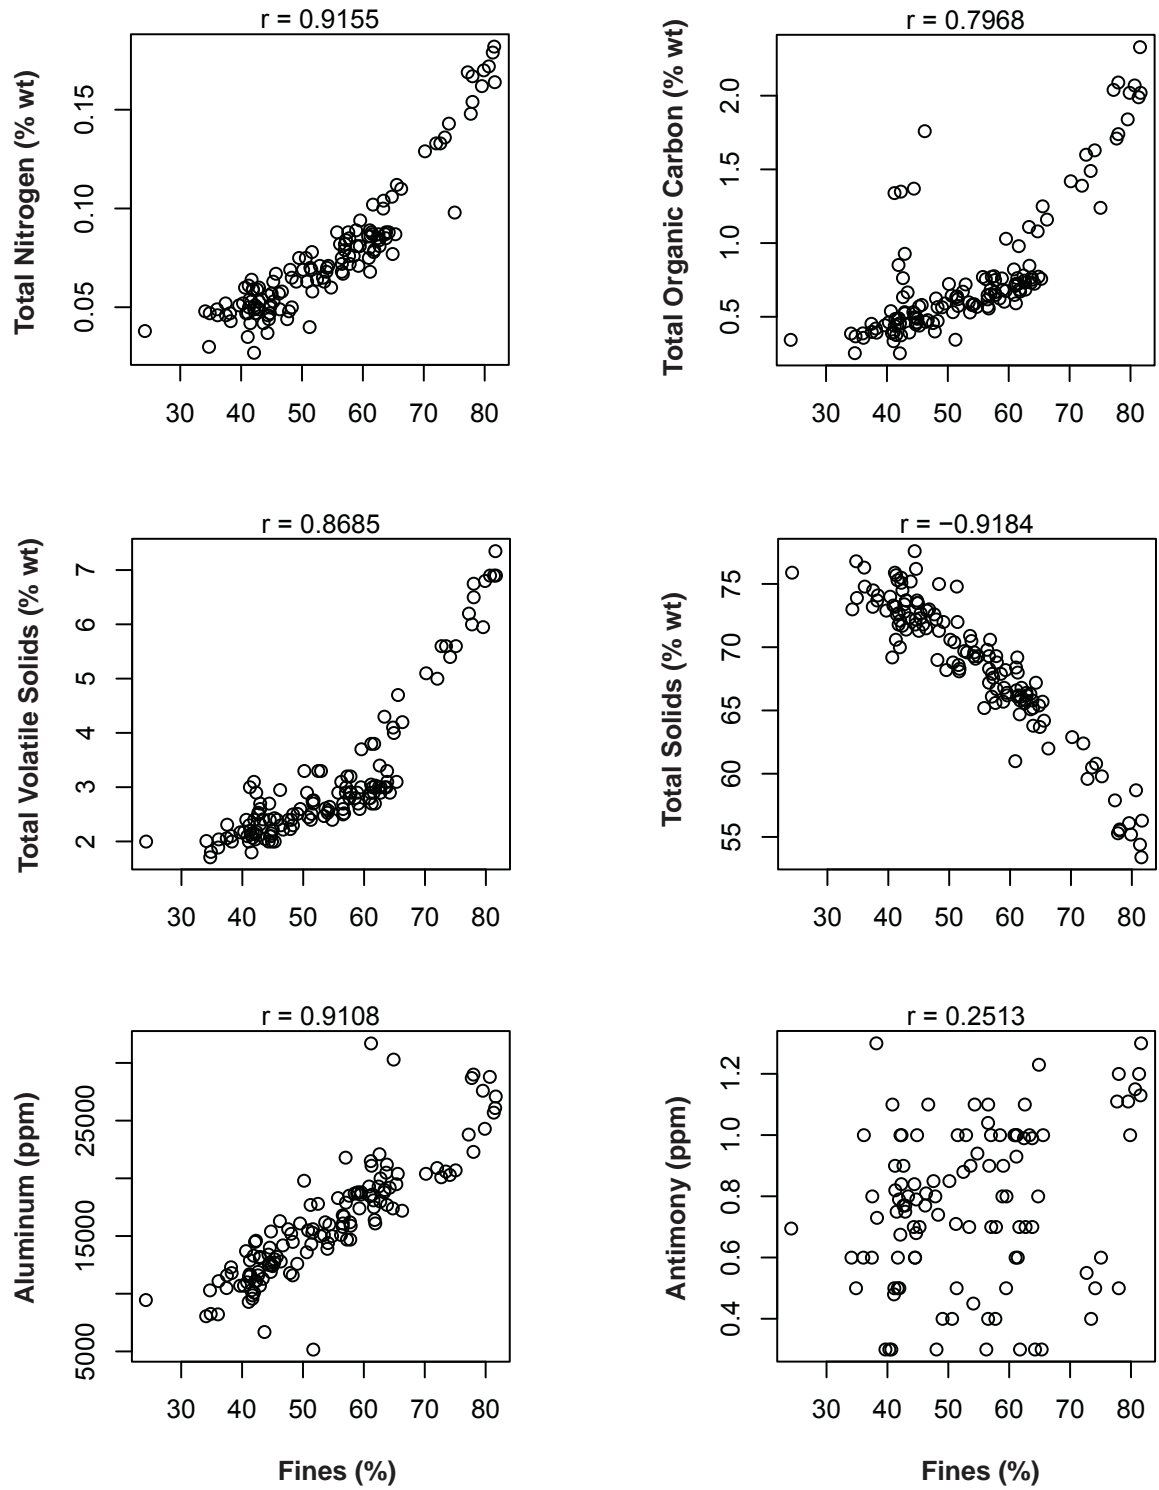 r = 0.9155
r = 0.7968
Total Nitrogen (% wt)
0.05 0.10 0.15
30 40 50 60 70 80
Total Organic Carbon (% wt)
0.5 1.0 1.5 2.0
30 40 50 60 70 80
r = 0.8685
r = −0.9184
Total Volatile Solids (% wt)
2 3 4 5 6 7
30 40 50 60 70 80
Total Solids (% wt)
55 60 65 70 75
30 40 50 60 70 80
r = 0.9108
r = 0.2513
Aluminum (ppm)
5000 15000 25000
30 40 50 60 70 80
Fines (%)
Antimony (ppm)
0.4 0.6 0.8 1.0 1.2
30 40 50 60 70 80
Fines (%)